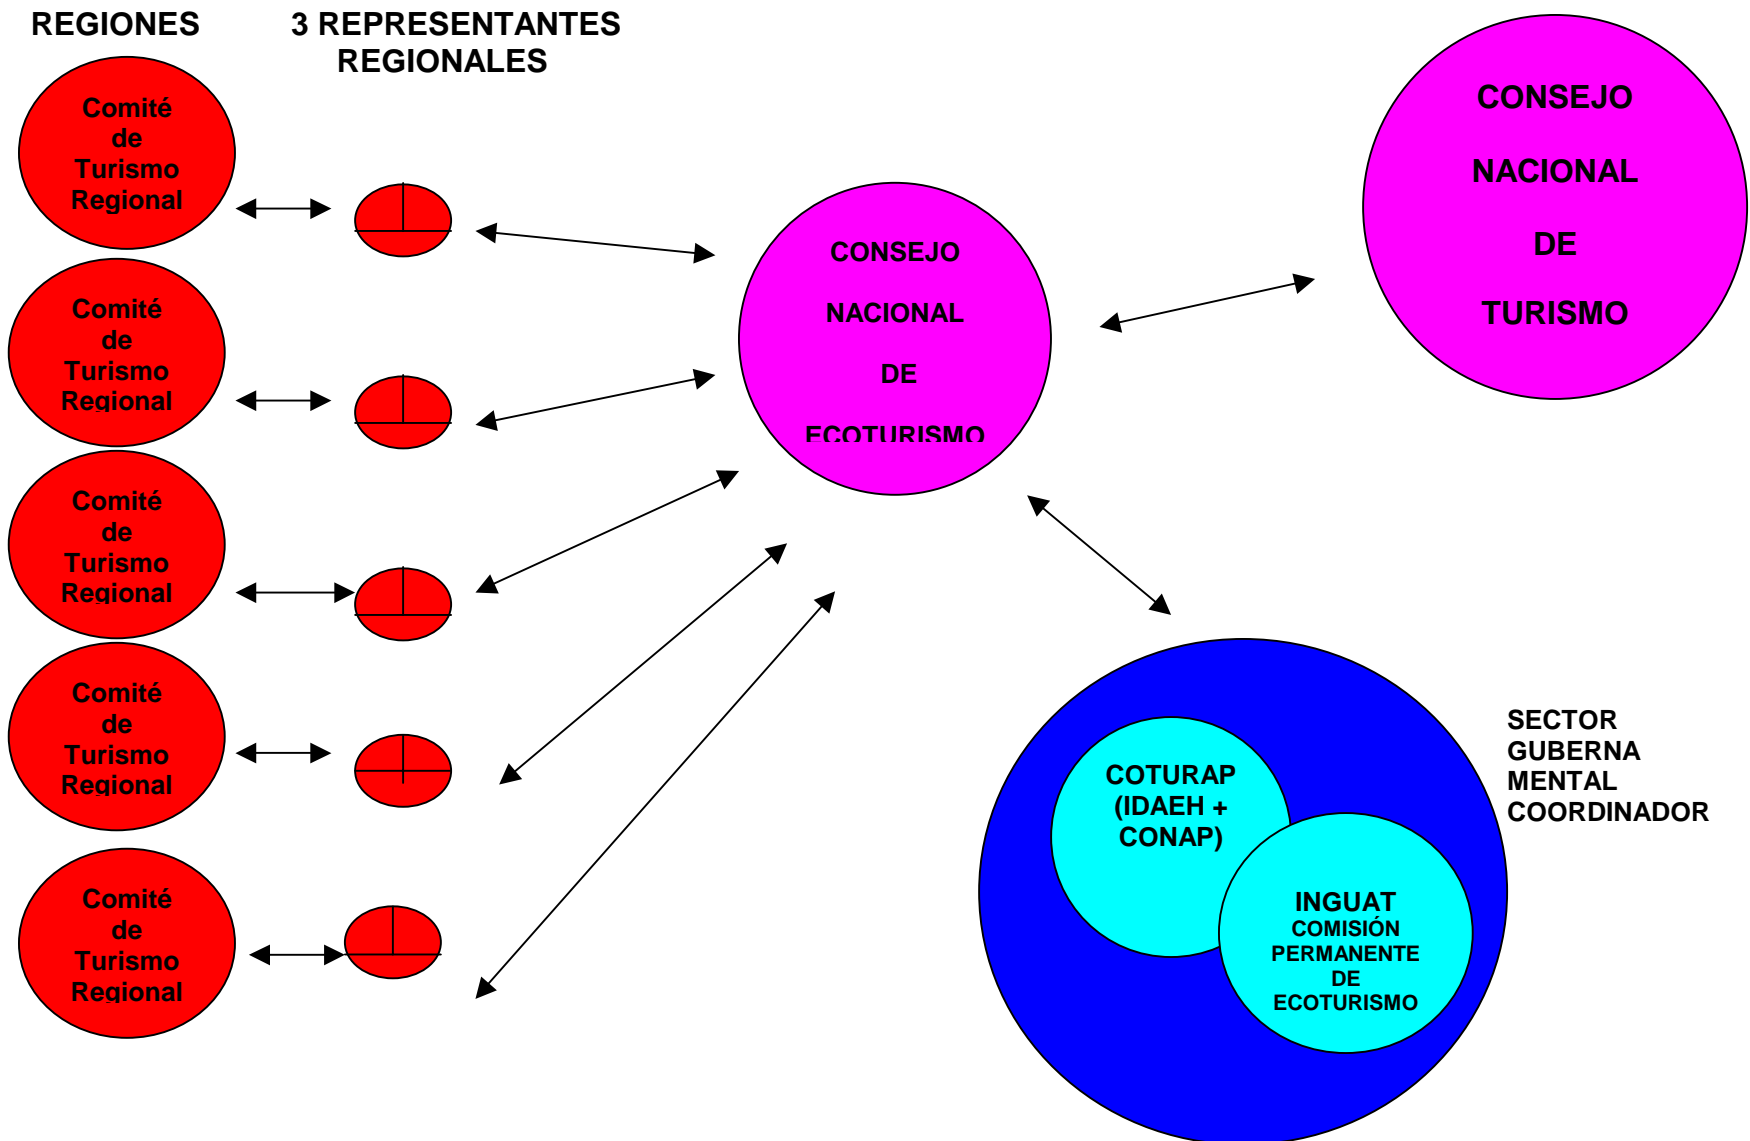 REGIONES
3 REPRESENTANTES
REGIONALES
Comité
de
Turismo
Regional
Comité
de
Turismo
Regional
Comité
de
Turismo
Regional
Comité
de
Turismo
Regional
Comité
de
Turismo
Regional
CONSEJO
NACIONAL
DE
ECOTURISMO
CONSEJO
NACIONAL
DE
TURISMO
COTURAP
(IDAEH +
CONAP)
INGUAT
COMISIÓN
PERMANENTE
DE
ECOTURISMO
SECTOR
GUBERNA
MENTAL
COORDINADOR